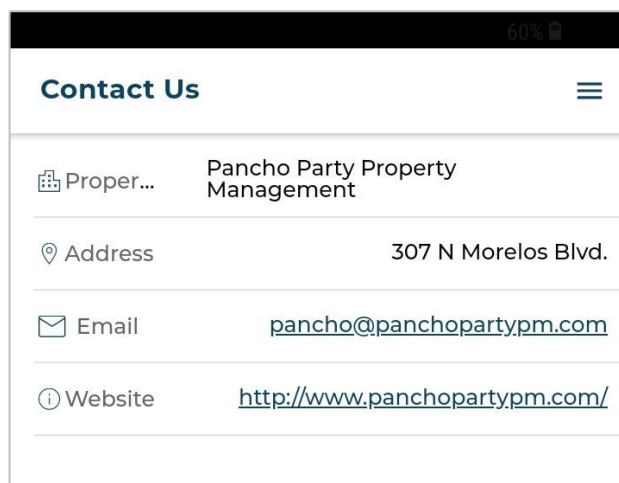 60%
Contact Us
Proper...
Pancho Party Property
Management
Address
307 N Morelos Blvd.
Email
pancho@panchopartypm.com
Website
http://www.panchopartypm.com/